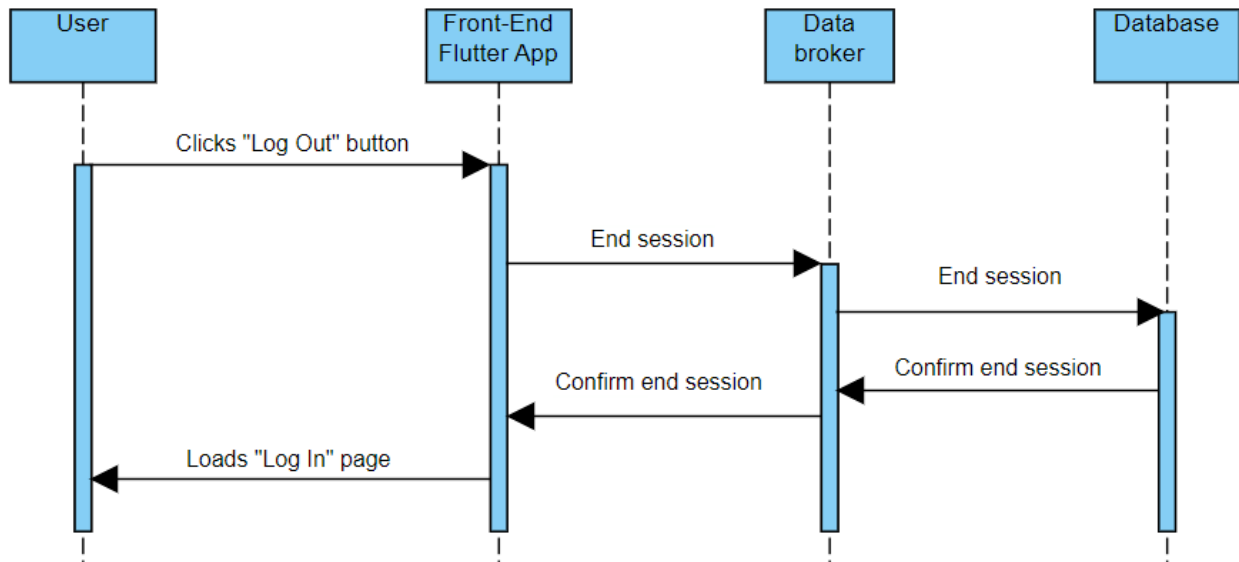 User
Front-End
Flutter App
Data
broker
Database
Clicks "Log Out" button
End session
End session
Confirm end session
Confirm end session
Loads "Log In" page